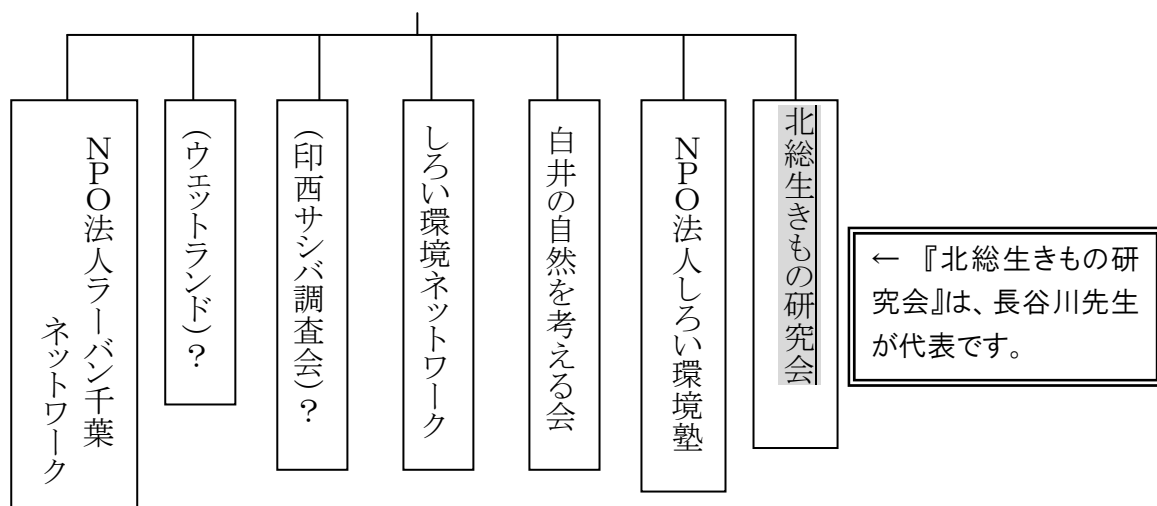 北総生きもの研究会
NPO法人しろい環境塾
白井の自然を考える会
しろい環境ネットワーク
(印西サシバ調査会)?
(ウェットランド)?
NPO法人ラーバン千葉
ネットワーク
← 『北総生きもの研
究会』は、長谷川先生
が代表です。